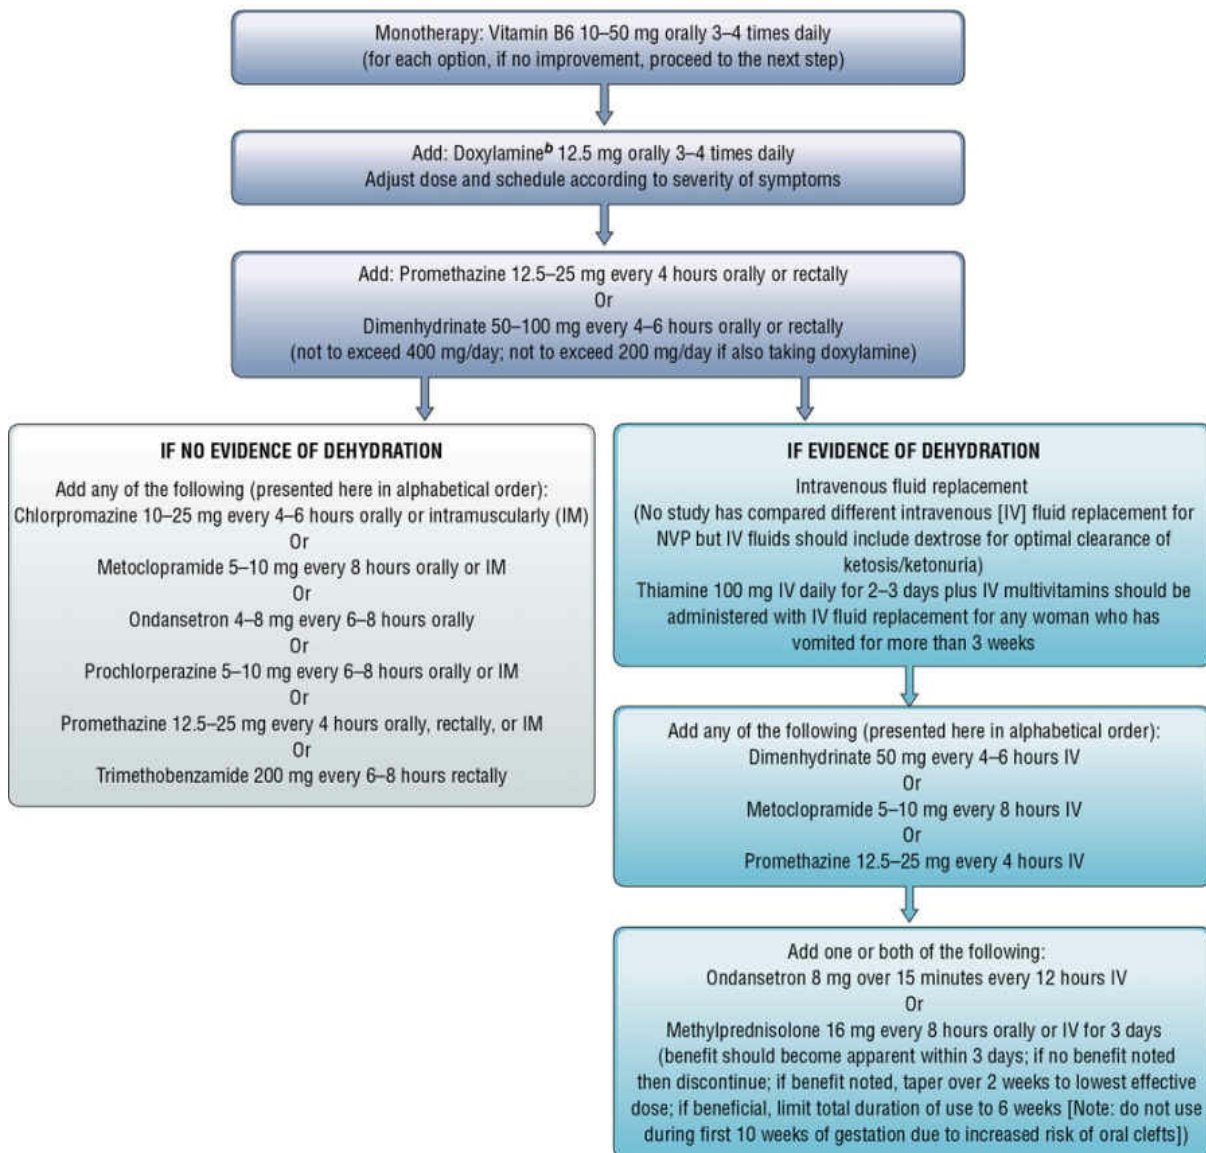 Monotherapy: Vitamin B6 10–50 mg orally 3–4 times daily
(for each option, if no improvement, proceed to the next step)
Add: Doxylamineᵇ 12.5 mg orally 3–4 times daily
Adjust dose and schedule according to severity of symptoms
Add: Promethazine 12.5–25 mg every 4 hours orally or rectally
Or
Dimenhydrinate 50–100 mg every 4–6 hours orally or rectally
(not to exceed 400 mg/day; not to exceed 200 mg/day if also taking doxylamine)
IF NO EVIDENCE OF DEHYDRATION
Add any of the following (presented here in alphabetical order):
Chlorpromazine 10–25 mg every 4–6 hours orally or intramuscularly (IM)
Or
Metoclopramide 5–10 mg every 8 hours orally or IM
Or
Ondansetron 4–8 mg every 6–8 hours orally
Or
Prochlorperazine 5–10 mg every 6–8 hours orally or IM
Or
Promethazine 12.5–25 mg every 4 hours orally, rectally, or IM
Or
Trimethobenzamide 200 mg every 6–8 hours rectally
IF EVIDENCE OF DEHYDRATION
Intravenous fluid replacement
(No study has compared different intravenous [IV] fluid replacement for
NVP but IV fluids should include dextrose for optimal clearance of
ketosis/ketonuria)
Thiamine 100 mg IV daily for 2–3 days plus IV multivitamins should be
administered with IV fluid replacement for any woman who has
vomited for more than 3 weeks
Add any of the following (presented here in alphabetical order):
Dimenhydrinate 50 mg every 4–6 hours IV
Or
Metoclopramide 5–10 mg every 8 hours IV
Or
Promethazine 12.5–25 mg every 4 hours IV
Add one or both of the following:
Ondansetron 8 mg over 15 minutes every 12 hours IV
Or
Methylprednisolone 16 mg every 8 hours orally or IV for 3 days
(benefit should become apparent within 3 days; if no benefit noted
then discontinue; if benefit noted, taper over 2 weeks to lowest effective
dose; if beneficial, limit total duration of use to 6 weeks [Note: do not use
during first 10 weeks of gestation due to increased risk of oral clefts])